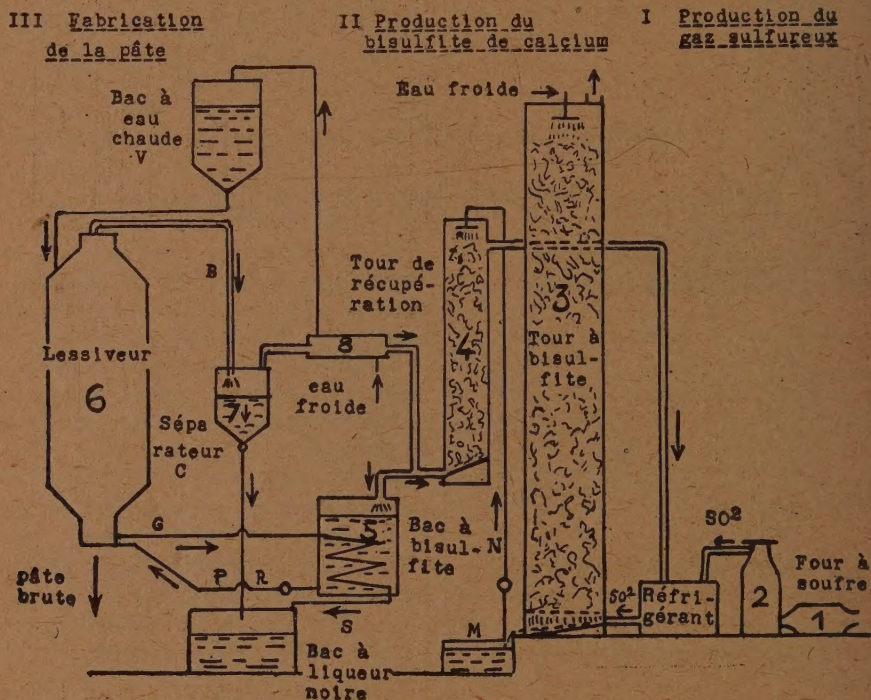 III Fabrication
de la pâte
II Production du
bisulfite de calcium
I Production du
gaz sulfureux
Bac à
eau
chaude
V
Eau froide
B
Tour de
récupé-
ration
4
3
Tour à
bisul-
fite
Lessiveur
6
8
eau
froide
7
Sépa
rateur
C
G
P
R
5
Bac à
bisul-
fite
N
S
M
pâte
brute
Bac à
liqueur
noire
SO²
SO²
Réfri-
gérant
2
Four à
soufre
1